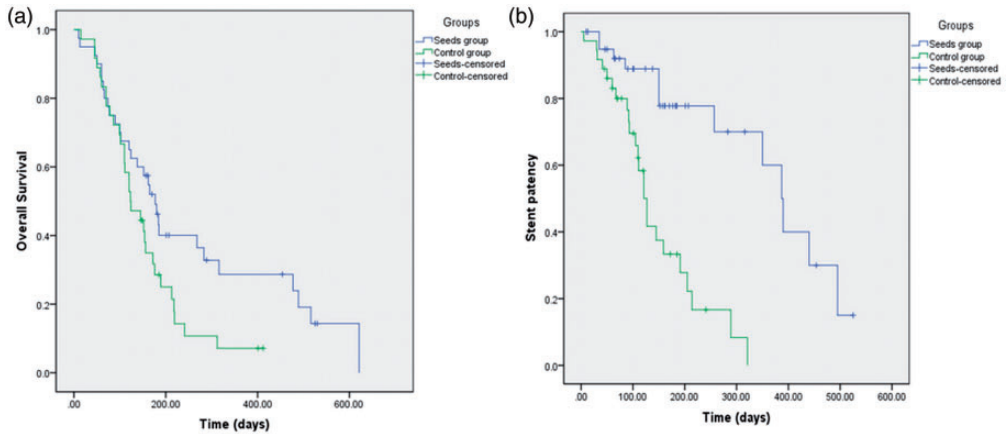 (a)
Groups
Seeds group
Control group
Seeds-censored
Control-censored
1.0
0.8
0.6
0.4
0.2
0.0
Overall Survival
.00 200.00 400.00 600.00
Time (days)
(b)
Groups
Seeds group
Control group
Seeds-censored
Control-censored
1.0
0.8
0.6
0.4
0.2
0.0
Stent patency
.00 100.00 200.00 300.00 400.00 500.00 600.00
Time (days)